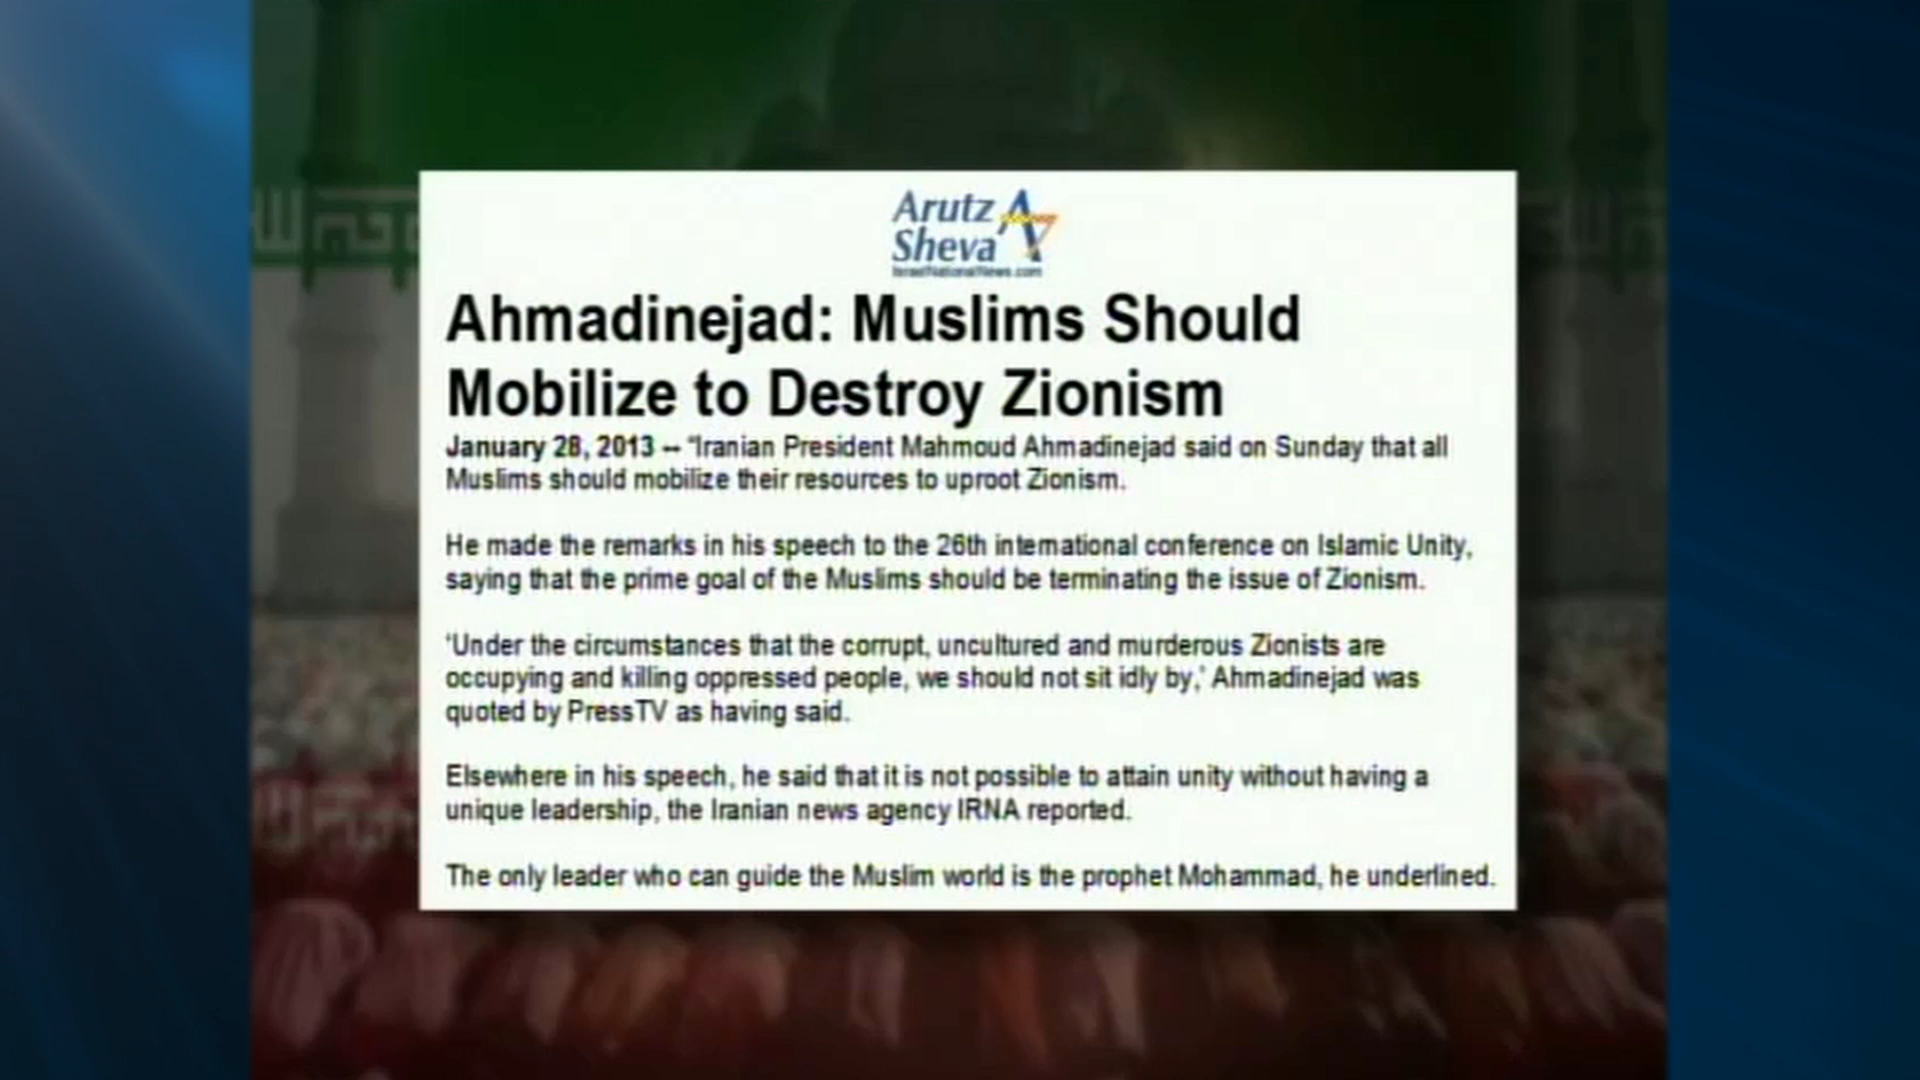 Arutz
Sheva
IsraelNationalNews.com
Ahmadinejad: Muslims Should
Mobilize to Destroy Zionism
January 28, 2013 -- "Iranian President Mahmoud Ahmadinejad said on Sunday that all
Muslims should mobilize their resources to uproot Zionism.
He made the remarks in his speech to the 26th international conference on Islamic Unity,
saying that the prime goal of the Muslims should be terminating the issue of Zionism.
'Under the circumstances that the corrupt, uncultured and murderous Zionists are
occupying and killing oppressed people, we should not sit idly by,' Ahmadinejad was
quoted by PressTV as having said.
Elsewhere in his speech, he said that it is not possible to attain unity without having a
unique leadership, the Iranian news agency IRNA reported.
The only leader who can guide the Muslim world is the prophet Mohammad, he underlined.